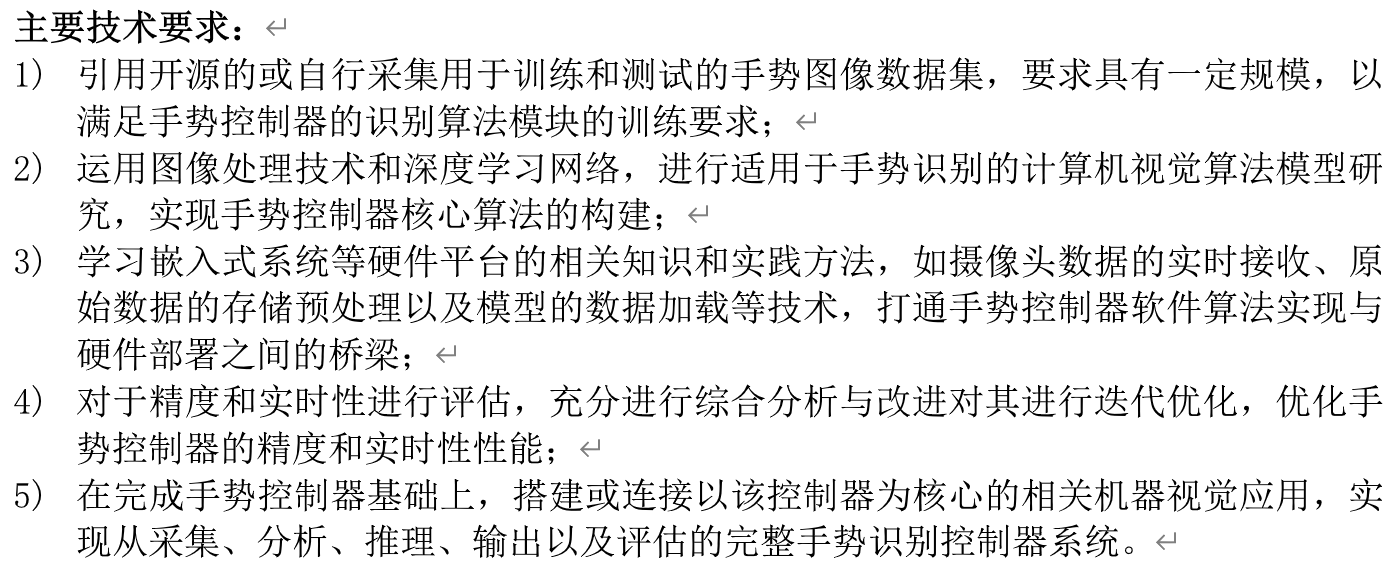 主要技术要求：
1) 引用开源的或自行采集用于训练和测试的手势图像数据集，要求具有一定规模，以
满足手势控制器的识别算法模块的训练要求；
2) 运用图像处理技术和深度学习网络，进行适用于手势识别的计算机视觉算法模型研
究，实现手势控制器核心算法的构建；
3) 学习嵌入式系统等硬件平台的相关知识和实践方法，如摄像头数据的实时接收、原
始数据的存储预处理以及模型的数据加载等技术，打通手势控制器软件算法实现与
硬件部署之间的桥梁；
4) 对于精度和实时性进行评估，充分进行综合分析与改进对其进行迭代优化，优化手
势控制器的精度和实时性性能；
5) 在完成手势控制器基础上，搭建或连接以该控制器为核心的相关机器视觉应用，实
现从采集、分析、推理、输出以及评估的完整手势识别控制器系统。